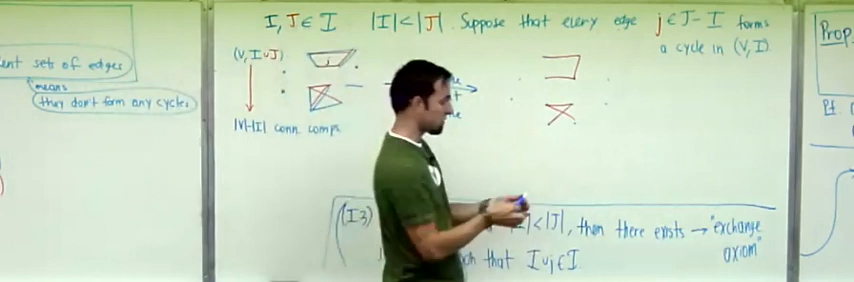 ent sets of edges
means
they don't form any cycles
I, J ∈ I |I| < |J|. Suppose that every edge j ∈ J - I forms
a cycle in (V, I).
(V, I ∪ J)
|V|-|I| conn. comps.
(I3) |I| < |J|, then there exists → "exchange
axiom"
such that I ∪ j ∈ I.
Prop.
Pf.